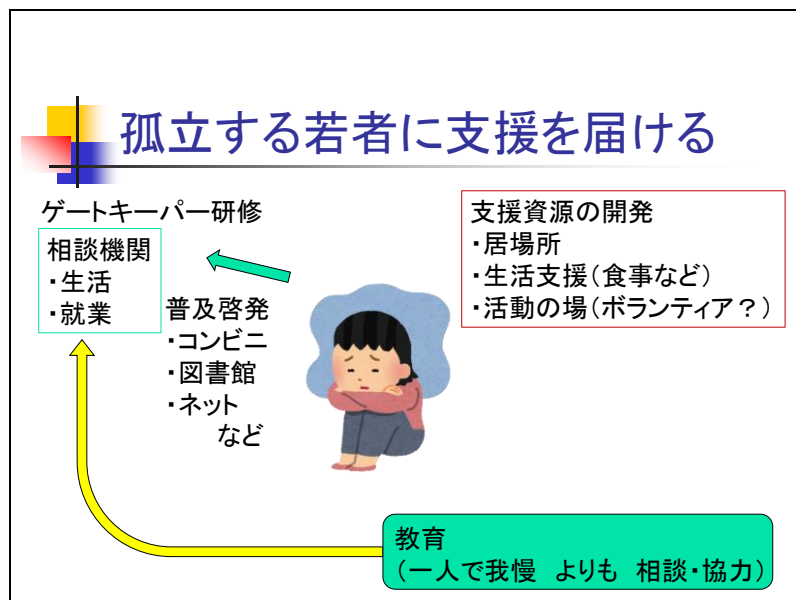 孤立する若者に支援を届ける
ゲートキーパー研修
相談機関
・生活
・就業
普及啓発
・コンビニ
・図書館
・ネット
など
支援資源の開発
・居場所
・生活支援(食事など)
・活動の場(ボランティア?)
教育
(一人で我慢 よりも 相談・協力)